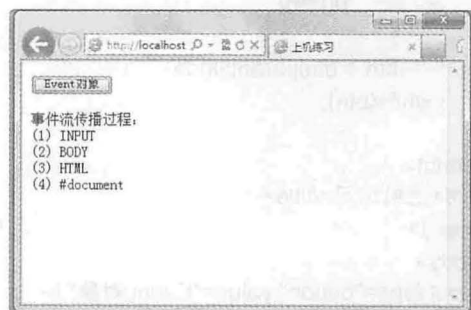 http://localhost
上机练习
Event对象
事件流传播过程：
(1) INPUT
(2) BODY
(3) HTML
(4) #document